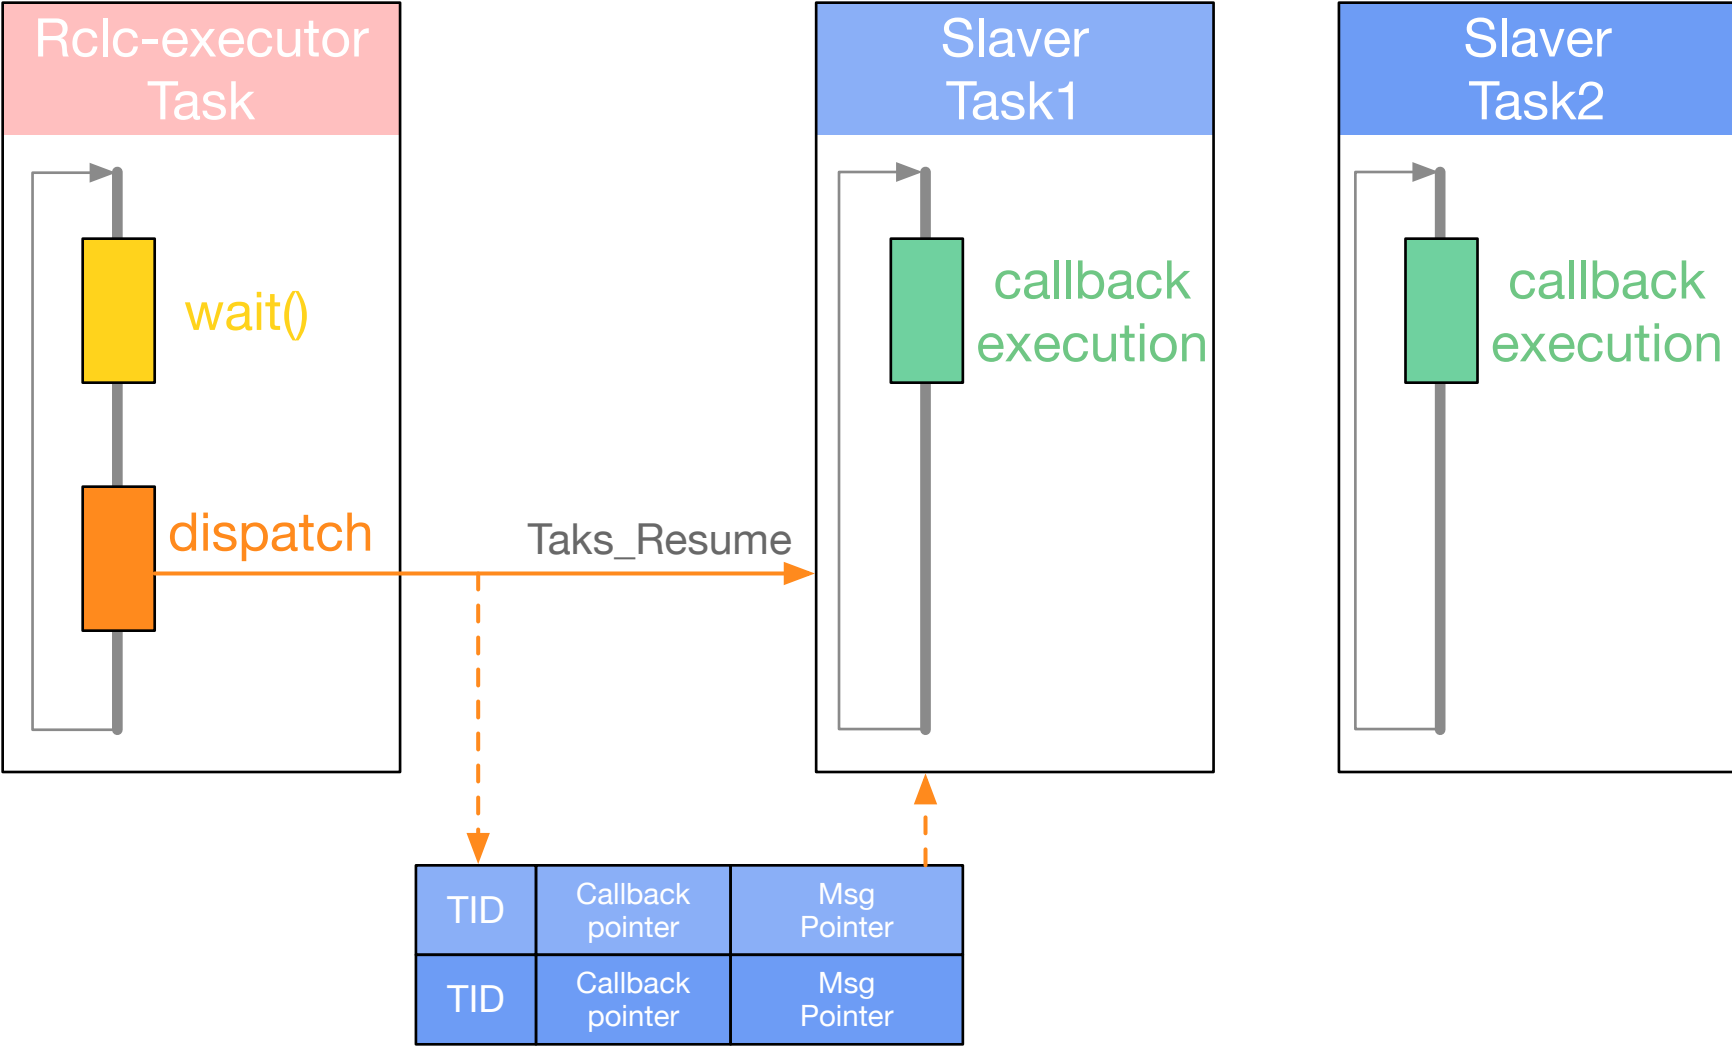 Rclc-executor
Task
Slaver
Task1
Slaver
Task2
wait()
callback
execution
callback
execution
dispatch
Taks_Resume
TID
Callback
pointer
Msg
Pointer
TID
Callback
pointer
Msg
Pointer